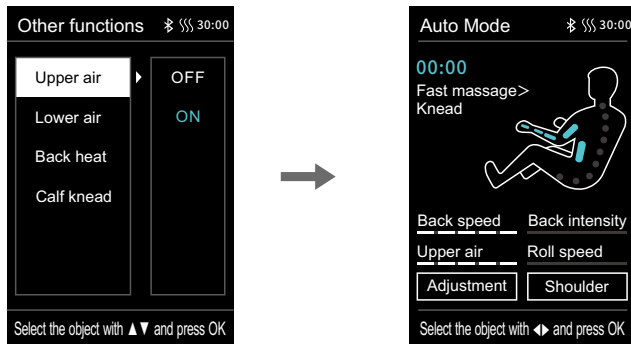 Other functions 30:00
Upper air OFF
Lower air ON
Back heat
Calf knead
Select the object with ▲▼ and press OK
Auto Mode 30:00
00:00
Fast massage>
Knead
Back speed Back intensity
Upper air Roll speed
Adjustment Shoulder
Select the object with ◀▶ and press OK